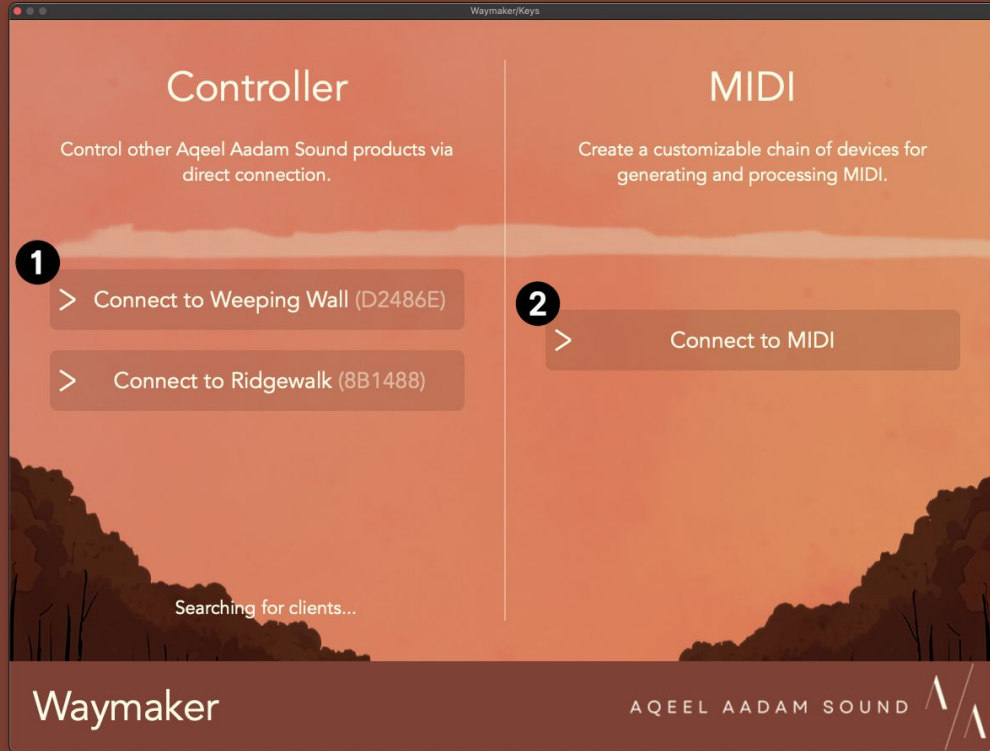 Waymaker/Keys
Controller
Control other Aqeel Aadam Sound products via
direct connection.
1
> Connect to Weeping Wall (D2486E)
> Connect to Ridgewalk (8B1488)
Searching for clients...
MIDI
Create a customizable chain of devices for
generating and processing MIDI.
2
> Connect to MIDI
Waymaker
AQEEL AADAM SOUND